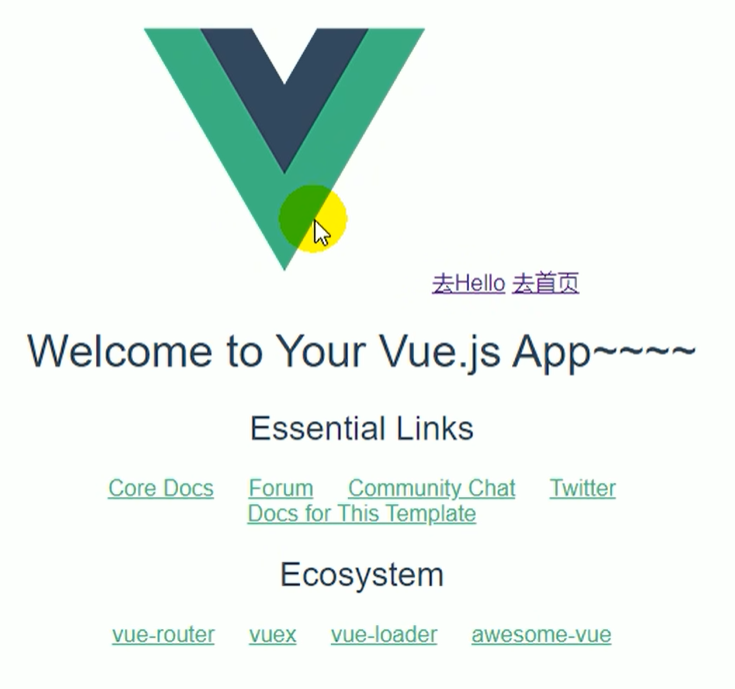 去Hello 去首页
Welcome to Your Vue.js App~~~~
Essential Links
Core Docs Forum Community Chat Twitter
Docs for This Template
Ecosystem
vue-router vuex vue-loader awesome-vue